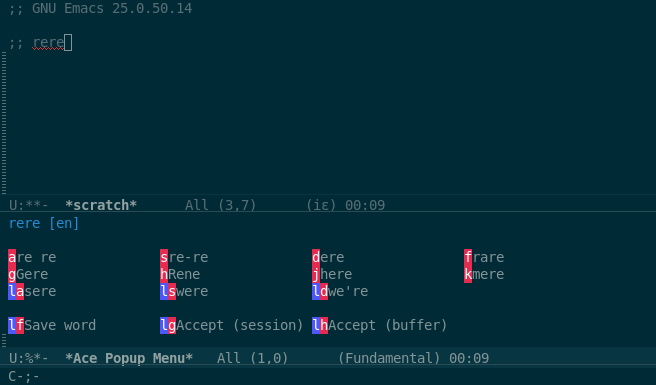 ;; GNU Emacs 25.0.50.14
;; rere
U:**-  *scratch*      All (3,7)      (iε) 00:09
rere [en]
are re sre-re dere frare
gGere hRene jhere kmere
lasere lswere ldwe're
lfSave word lgAccept (session) lhAccept (buffer)
U:%*-  *Ace Popup Menu*   All (1,0)      (Fundamental) 00:09
C-;-